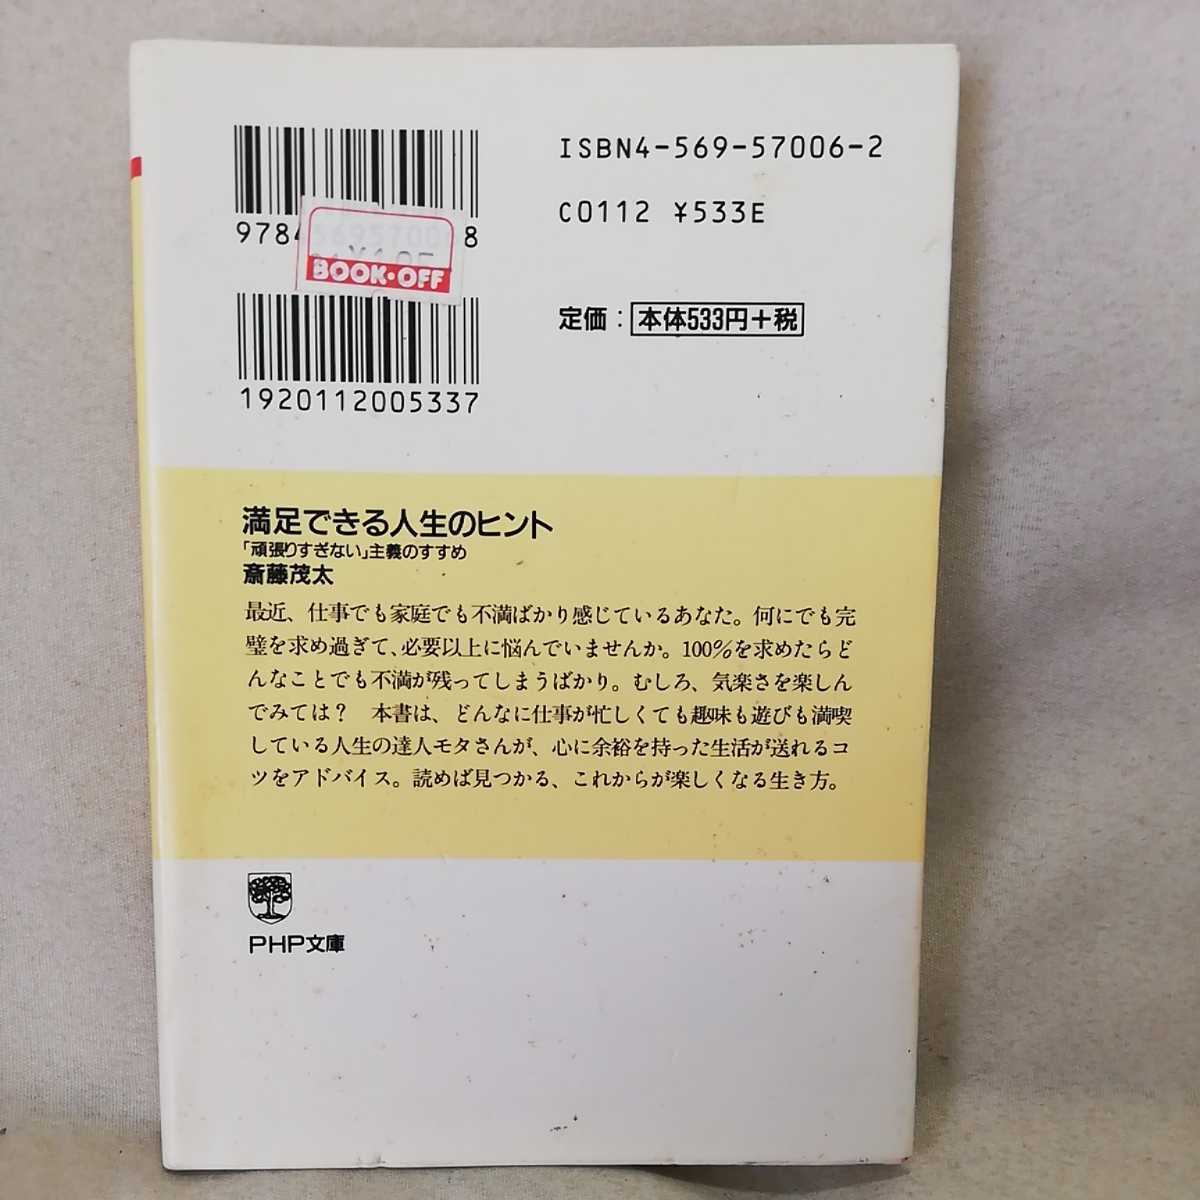 ISBN4-569-57006-2
C0112 ¥533E
9784569570068
BOOK・OFF
定価：本体533円＋税
1920112005337
満足できる人生のヒント
「頑張りすぎない」主義のすすめ
斎藤茂太
最近、仕事でも家庭でも不満ばかり感じているあなた。何にでも完
璧を求め過ぎて、必要以上に悩んでいませんか。100％を求めたらど
んなことでも不満が残ってしまうばかり。むしろ、気楽さを楽しん
でみては？　本書は、どんなに仕事が忙しくても趣味も遊びも満喫
している人生の達人モタさんが、心に余裕を持った生活が送れるコ
ツをアドバイス。読めば見つかる、これからが楽しくなる生き方。
PHP文庫